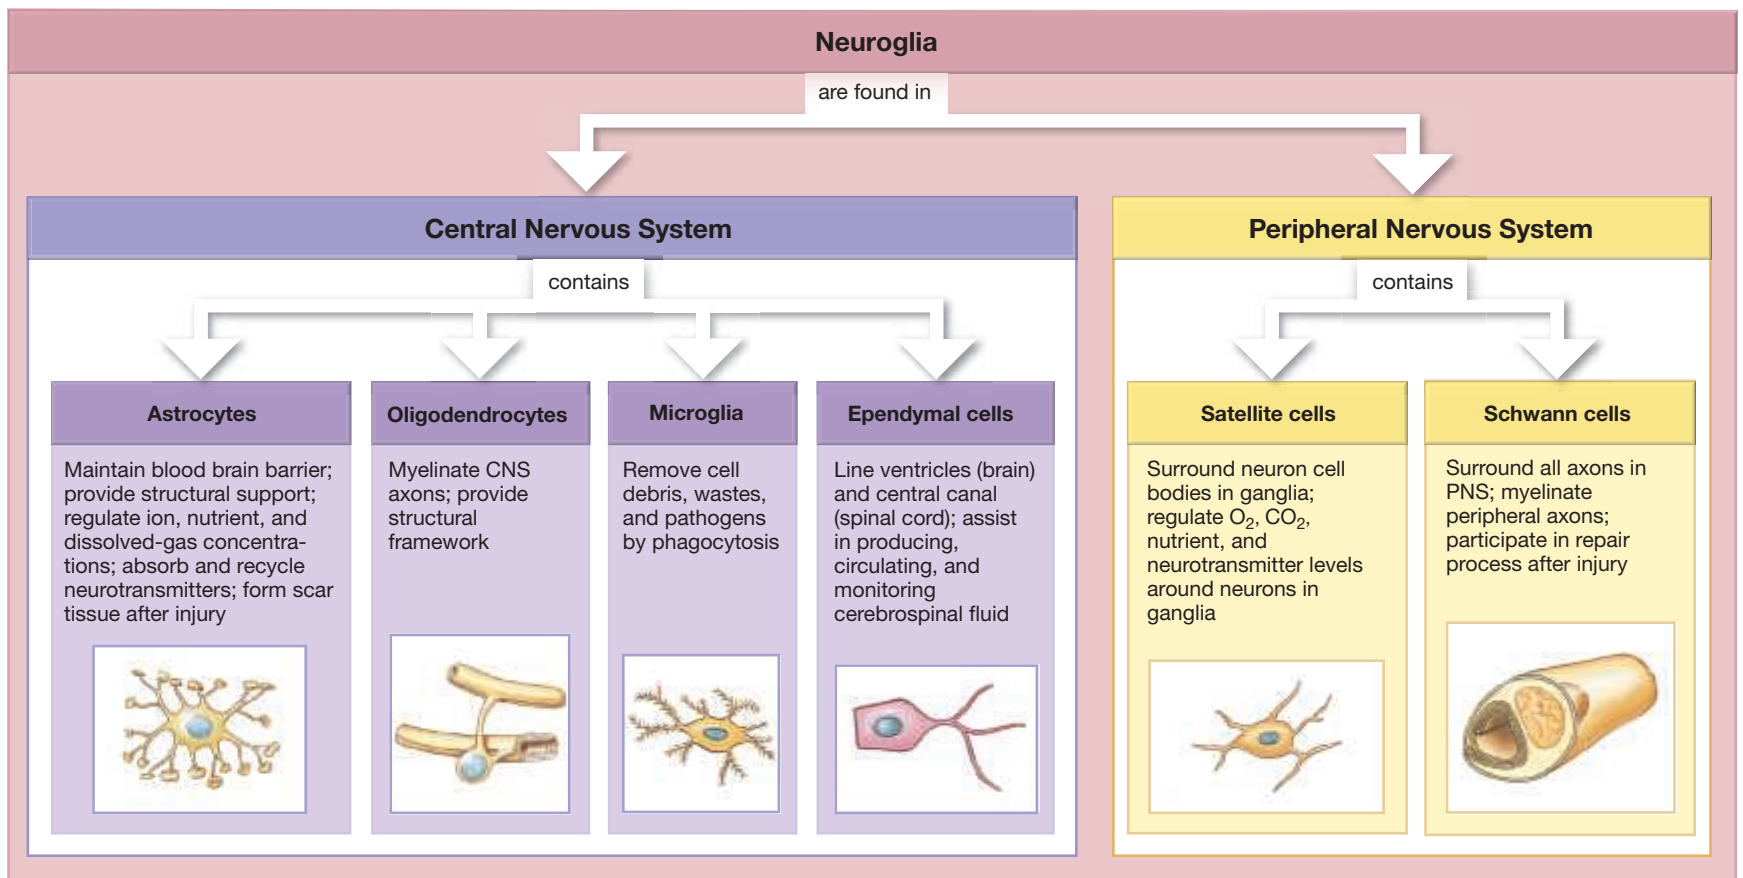 Neuroglia
are found in
Central Nervous System
contains
Astrocytes
Maintain blood brain barrier;
provide structural support;
regulate ion, nutrient, and
dissolved-gas concentra-
tions; absorb and recycle
neurotransmitters; form scar
tissue after injury
Oligodendrocytes
Myelinate CNS
axons; provide
structural
framework
Microglia
Remove cell
debris, wastes,
and pathogens
by phagocytosis
Ependymal cells
Line ventricles (brain)
and central canal
(spinal cord); assist
in producing,
circulating, and
monitoring
cerebrospinal fluid
Peripheral Nervous System
contains
Satellite cells
Surround neuron cell
bodies in ganglia;
regulate O₂, CO₂,
nutrient, and
neurotransmitter levels
around neurons in
ganglia
Schwann cells
Surround all axons in
PNS; myelinate
peripheral axons;
participate in repair
process after injury